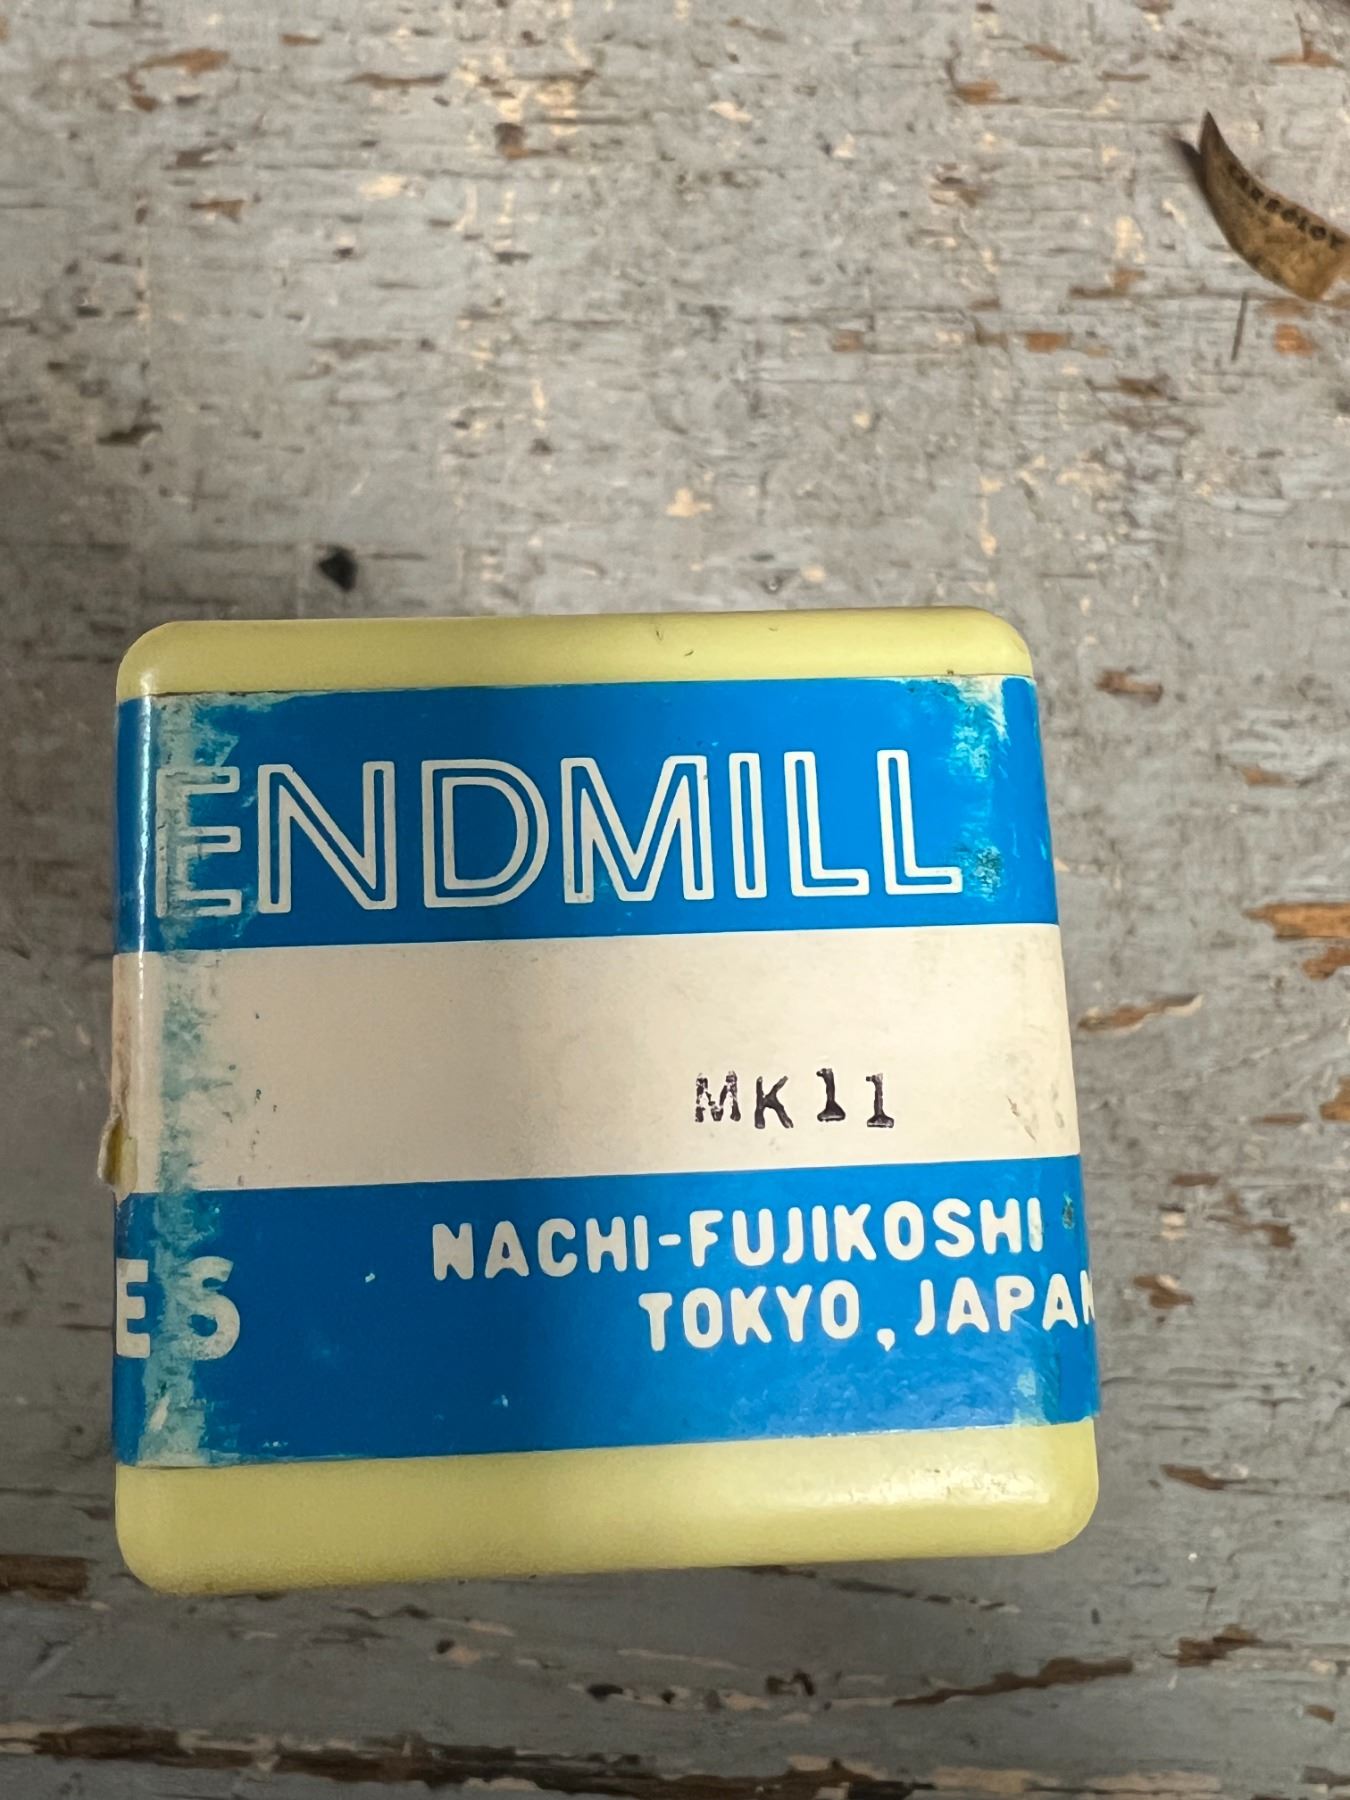 ENDMILL
MK11
ES
NACHI-FUJIKOSHI
TOKYO, JAPAN